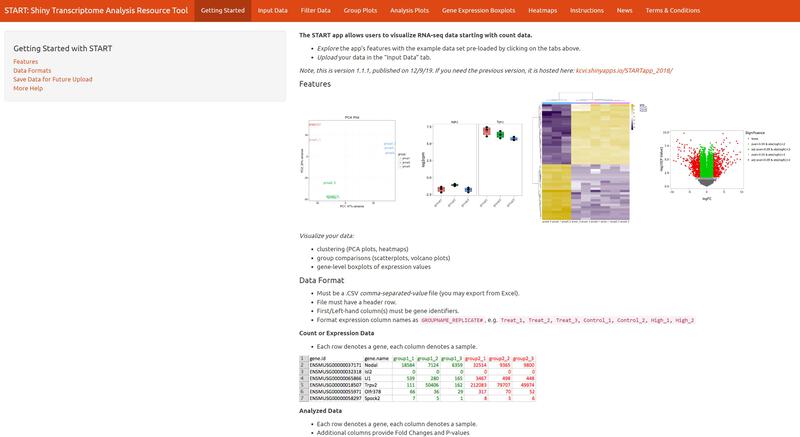 START: Shiny Transcriptome Analysis Resource Tool
Getting Started
Input Data
Filter Data
Group Plots
Analysis Plots
Gene Expression Boxplots
Heatmaps
Instructions
News
Terms & Conditions
Getting Started with START
Features
Data Formats
Save Data for Future Upload
More Help
The START app allows users to visualize RNA-seq data starting with count data.
Explore the app's features with the example data set pre-loaded by clicking on the tabs above.
Upload your data in the "Input Data" tab.
Note, this is version 1.1.1, published on 12/9/19. If you need the previous version, it is hosted here: kcvi.shinyapps.io/STARTapp_2018/
Features
PCA Plot
Significance
logFC
Visualize your data:
clustering (PCA plots, heatmaps)
group comparisons (scatterplots, volcano plots)
gene-level boxplots of expression values
Data Format
Must be a .CSV comma-separated-value file (you may export from Excel).
File must have a header row.
First/Left-hand column(s) must be gene identifiers.
Format expression column names as GROUPNAME_REPLICATE#, e.g. Treat_1, Treat_2, Treat_3, Control_1, Control_2, High_1, High_2
Count or Expression Data
Each row denotes a gene, each column denotes a sample.
1 gene.id gene.name group1_1 group1_2 group1_3 group2_1 group2_2 group2_3
2 ENSMUSG00000037171 Nodal 18584 7124 6359 32514 9365 9800
3 ENSMUSG00000032318 Isl2 0 0 0 0 0 0
4 ENSMUSG00000065866 U1 539 280 165 3467 498 448
5 ENSMUSG00000018507 Trpv2 111 50406 162 212083 79707 49974
6 ENSMUSG00000055971 Olfr378 66 36 29 317 70 52
7 ENSMUSG00000058297 Spock2 7 5 1 8 3 6
Analyzed Data
Each row denotes a gene, each column denotes a sample.
Additional columns provide Fold Changes and P-values